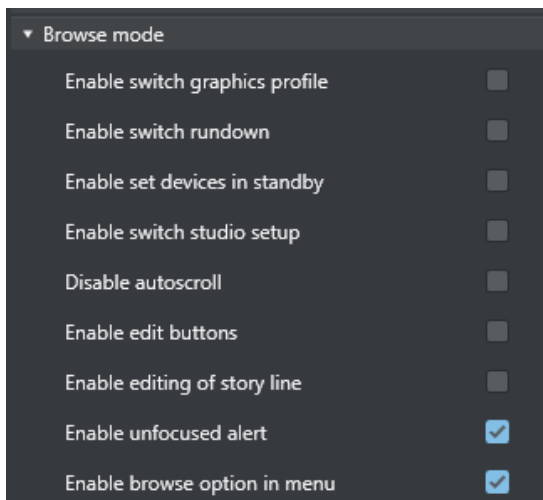 Browse mode
Enable switch graphics profile
Enable switch rundown
Enable set devices in standby
Enable switch studio setup
Disable autoscroll
Enable edit buttons
Enable editing of story line
Enable unfocused alert
Enable browse option in menu